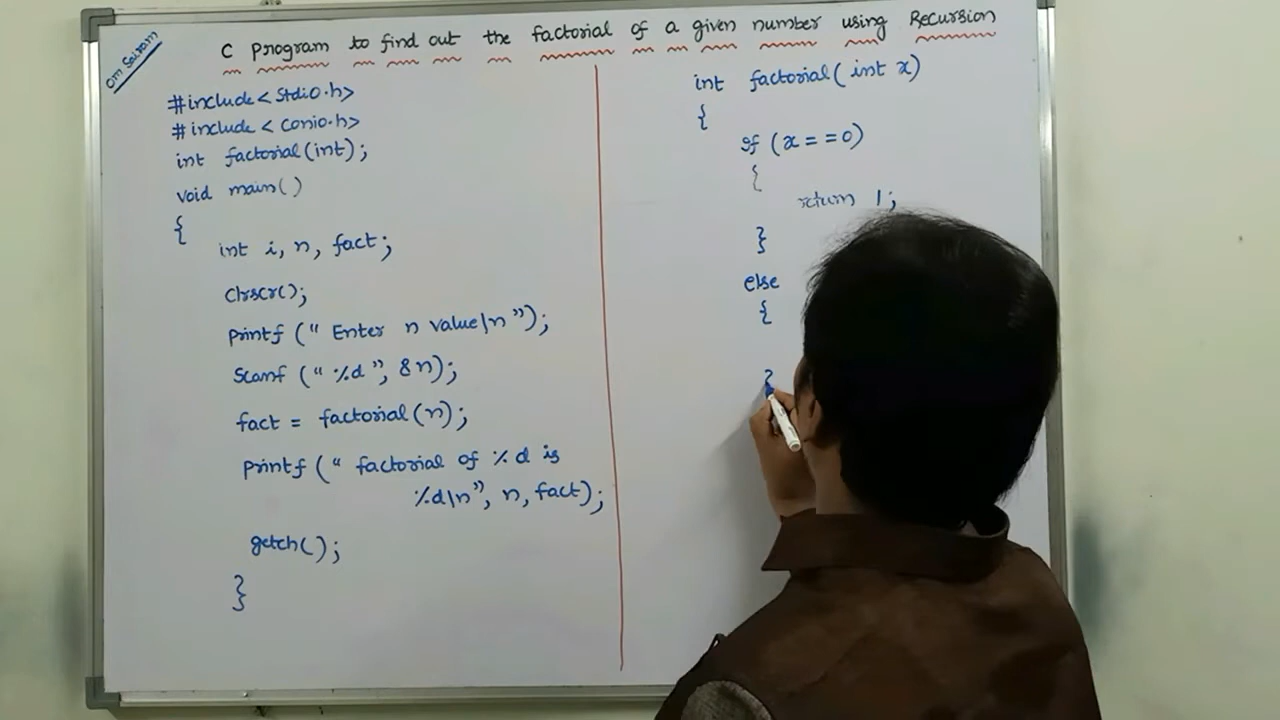 Om Sairam
C Program to find out the factorial of a given number using Recursion
#include < Stdio.h>
#include < Conio.h>
int factorial(int);
void main()
{
int i, n, fact;
Clrscr();
Printf (" Enter n value\n");
Scanf (" %d ", &n);
fact = factorial(n);
Printf (" factorial of %d is
%d\n", n, fact);
getch();
}
int factorial( int x)
{
if (x = = 0)
{
return 1;
}
else
{
}